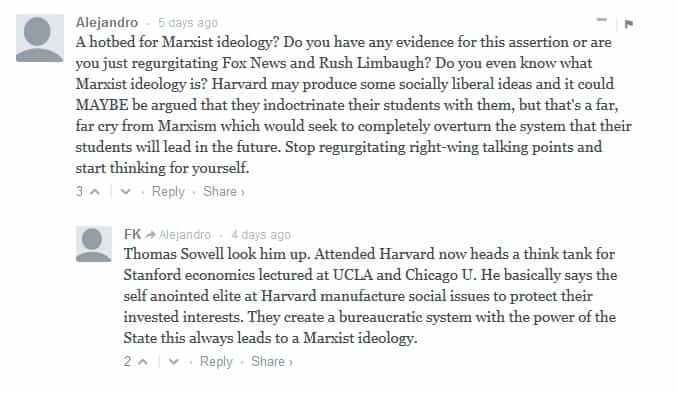 Alejandro · 5 days ago
A hotbed for Marxist ideology? Do you have any evidence for this assertion or are
you just regurgitating Fox News and Rush Limbaugh? Do you even know what
Marxist ideology is? Harvard may produce some socially liberal ideas and it could
MAYBE be argued that they indoctrinate their students with them, but that's a far,
far cry from Marxism which would seek to completely overturn the system that their
students will lead in the future. Stop regurgitating right-wing talking points and
start thinking for yourself.
3 · Reply · Share ›
FK Alejandro · 4 days ago
Thomas Sowell look him up. Attended Harvard now heads a think tank for
Stanford economics lectured at UCLA and Chicago U. He basically says the
self anointed elite at Harvard manufacture social issues to protect their
invested interests. They create a bureaucratic system with the power of the
State this always leads to a Marxist ideology.
2 · Reply · Share ›